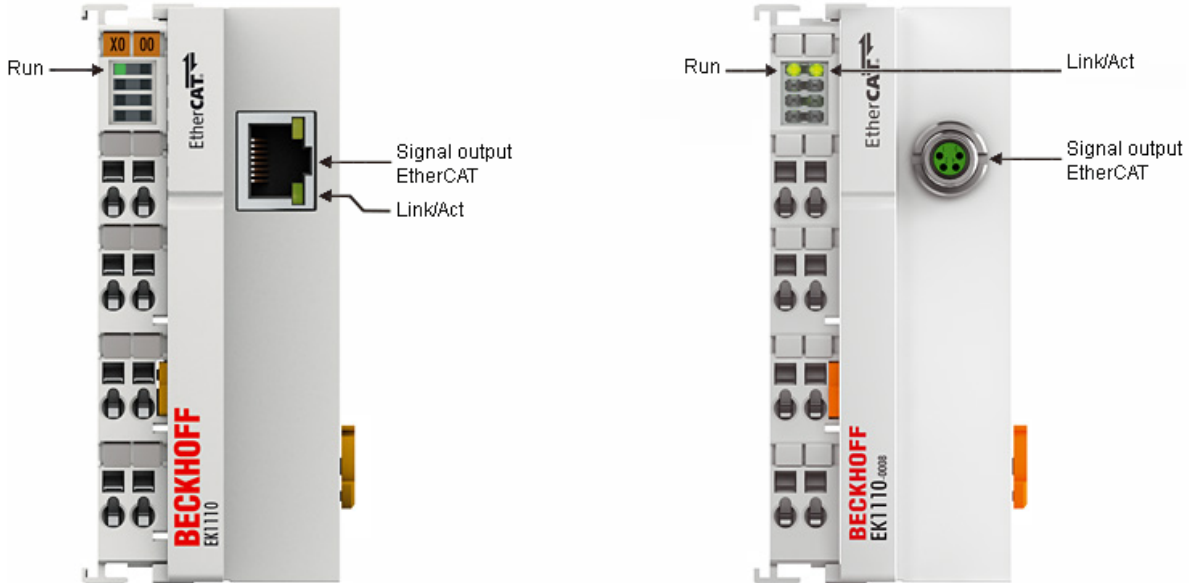 X0 00
Run
EtherCAT
Signal output
EtherCAT
Link/Act
BECKHOFF
EK1110
Run
Link/Act
EtherCAT
Signal output
EtherCAT
BECKHOFF
EK1110-0008